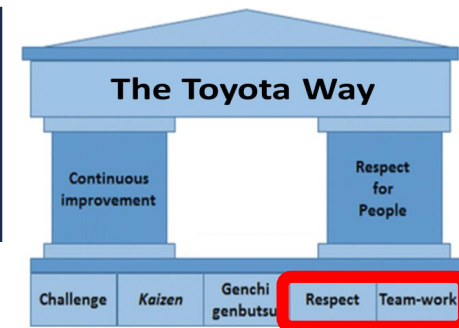 The Toyota Way
Continuous
improvement
Respect
for
People
Challenge
Kaizen
Genchi
genbutsu
Respect
Team-work